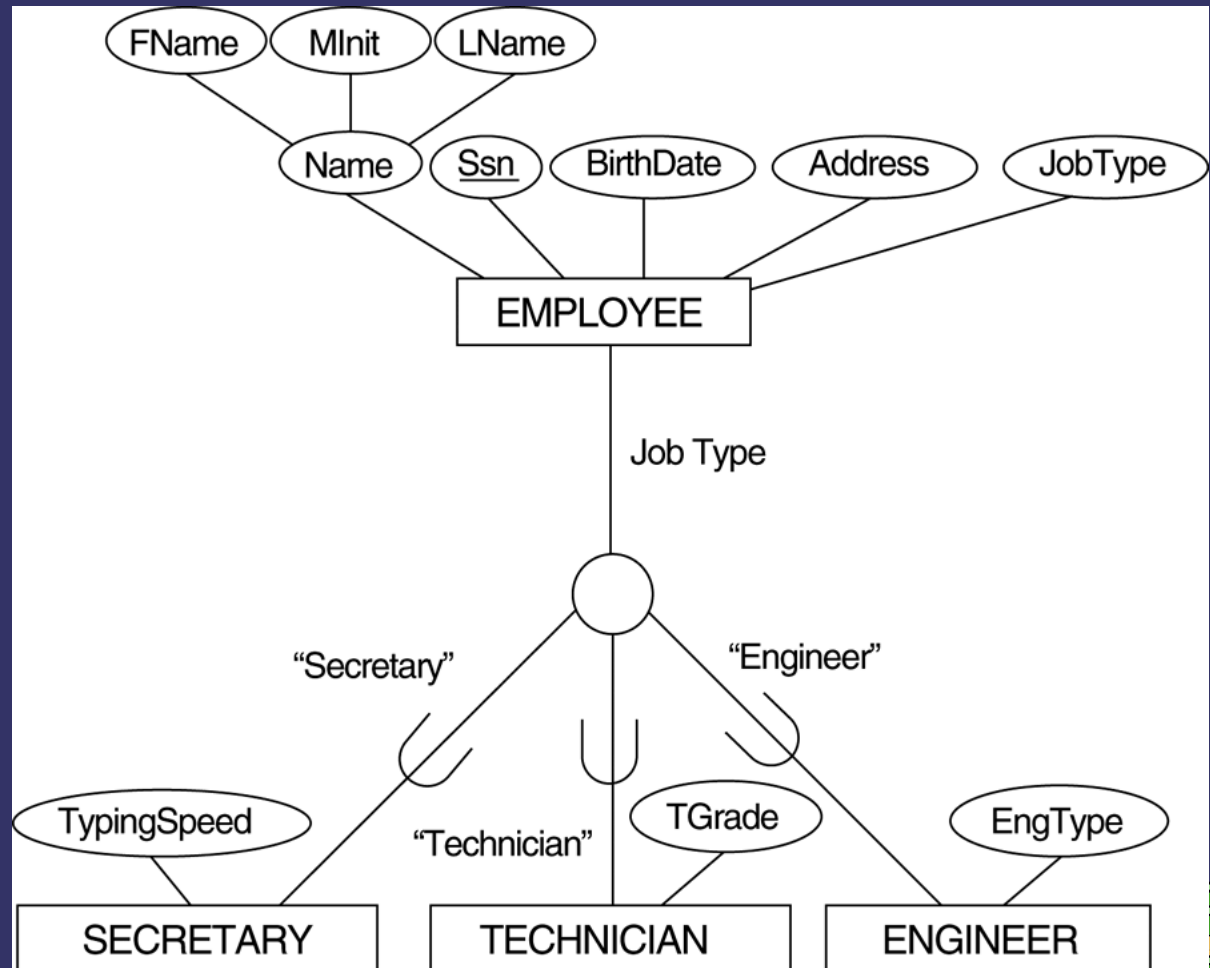 FName MInit LName
Name Ssn BirthDate Address JobType
EMPLOYEE
Job Type
“Secretary” “Engineer”
TypingSpeed “Technician” TGrade EngType
SECRETARY TECHNICIAN ENGINEER